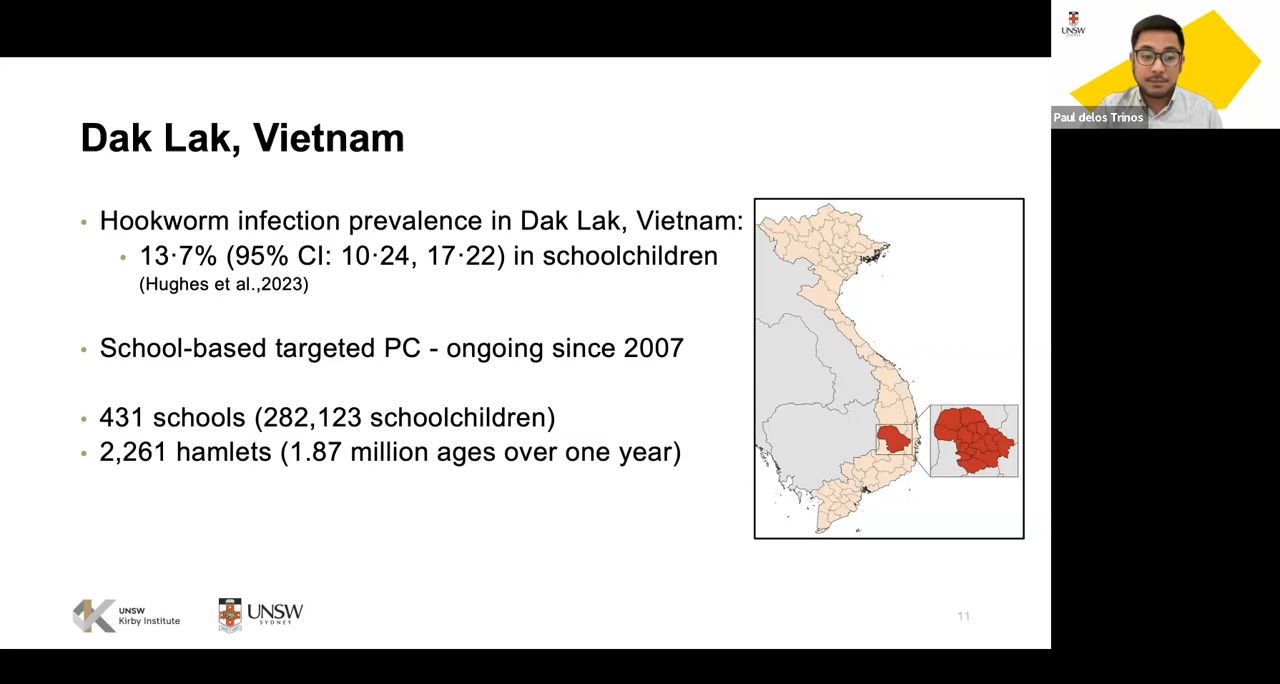 UNSW
SYDNEY
Paul delos Trinos
Dak Lak, Vietnam
• Hookworm infection prevalence in Dak Lak, Vietnam:
• 13·7% (95% CI: 10·24, 17·22) in schoolchildren
(Hughes et al.,2023)
• School-based targeted PC - ongoing since 2007
• 431 schools (282,123 schoolchildren)
• 2,261 hamlets (1.87 million ages over one year)
UNSW
Kirby Institute
UNSW
SYDNEY
11